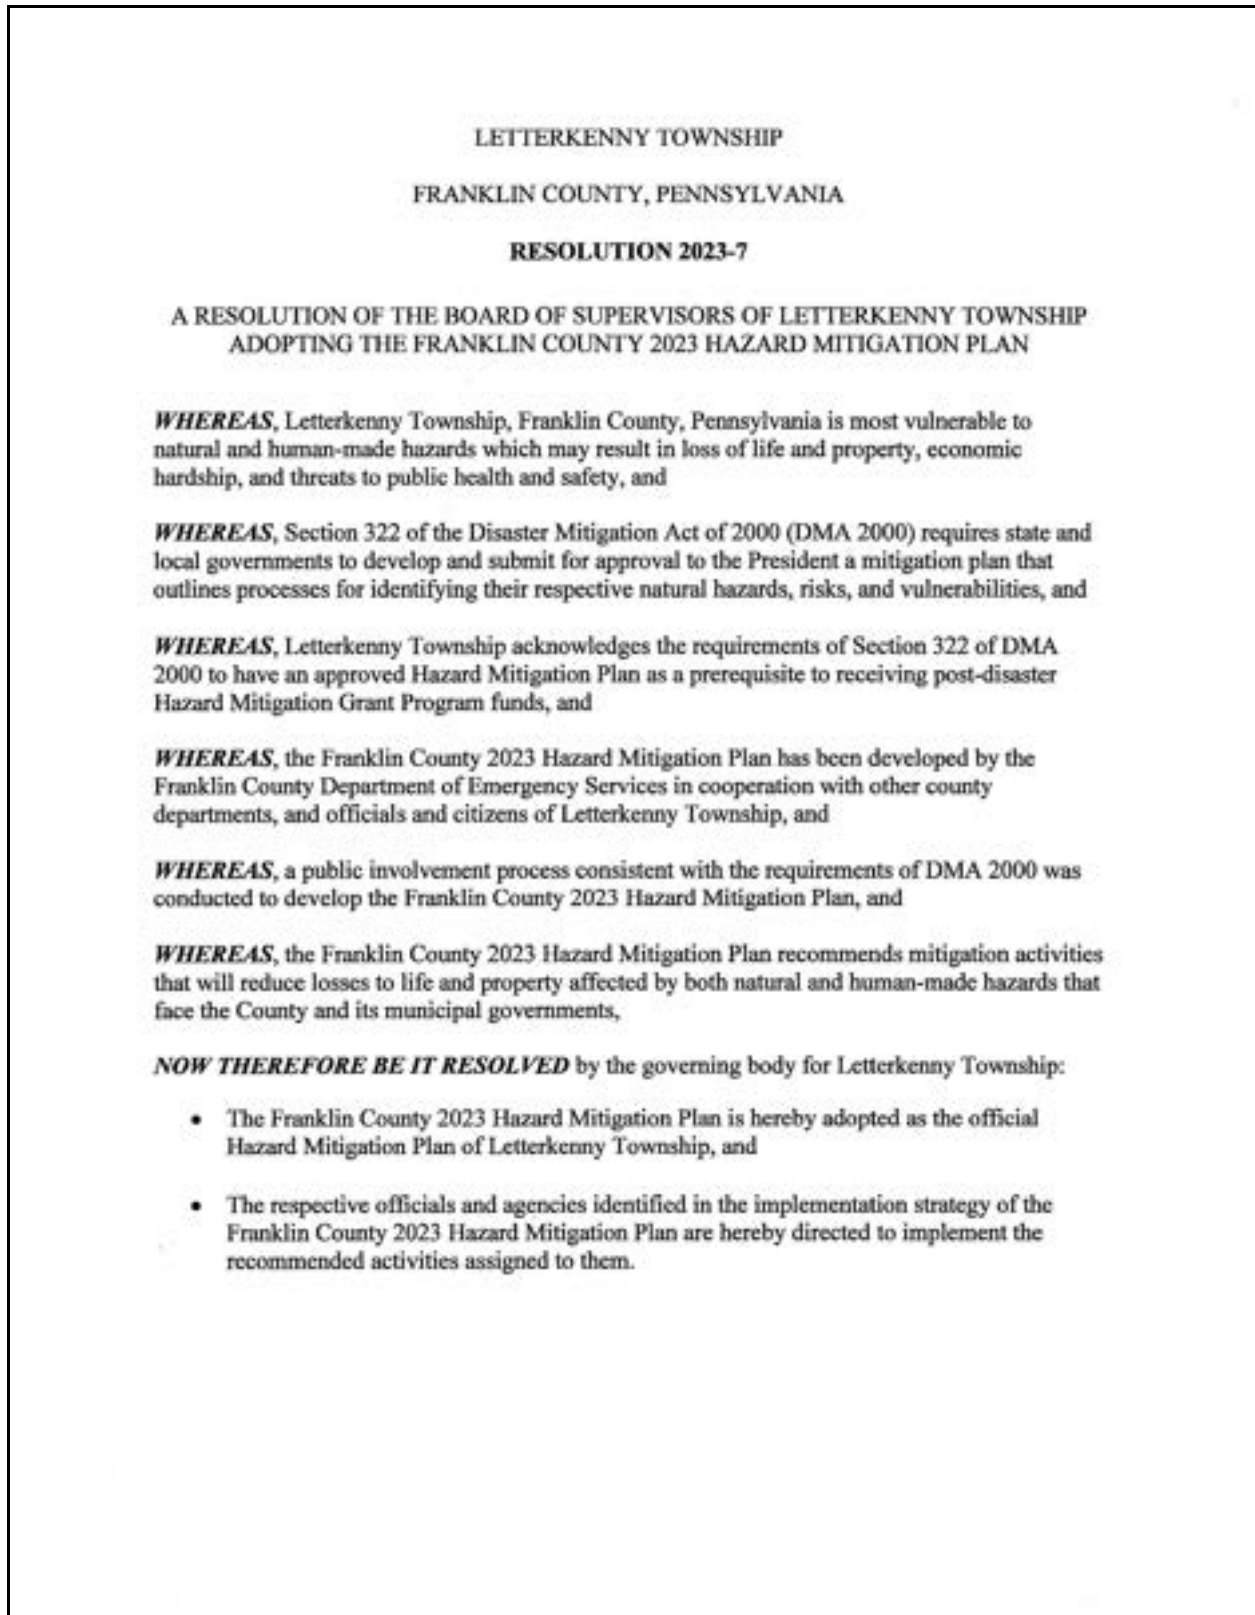 LETTERKENNY TOWNSHIP
FRANKLIN COUNTY, PENNSYLVANIA
RESOLUTION 2023-7
A RESOLUTION OF THE BOARD OF SUPERVISORS OF LETTERKENNY TOWNSHIP
ADOPTING THE FRANKLIN COUNTY 2023 HAZARD MITIGATION PLAN
WHEREAS, Letterkenny Township, Franklin County, Pennsylvania is most vulnerable to
natural and human-made hazards which may result in loss of life and property, economic
hardship, and threats to public health and safety, and
WHEREAS, Section 322 of the Disaster Mitigation Act of 2000 (DMA 2000) requires state and
local governments to develop and submit for approval to the President a mitigation plan that
outlines processes for identifying their respective natural hazards, risks, and vulnerabilities, and
WHEREAS, Letterkenny Township acknowledges the requirements of Section 322 of DMA
2000 to have an approved Hazard Mitigation Plan as a prerequisite to receiving post-disaster
Hazard Mitigation Grant Program funds, and
WHEREAS, the Franklin County 2023 Hazard Mitigation Plan has been developed by the
Franklin County Department of Emergency Services in cooperation with other county
departments, and officials and citizens of Letterkenny Township, and
WHEREAS, a public involvement process consistent with the requirements of DMA 2000 was
conducted to develop the Franklin County 2023 Hazard Mitigation Plan, and
WHEREAS, the Franklin County 2023 Hazard Mitigation Plan recommends mitigation activities
that will reduce losses to life and property affected by both natural and human-made hazards that
face the County and its municipal governments,
NOW THEREFORE BE IT RESOLVED by the governing body for Letterkenny Township:
• The Franklin County 2023 Hazard Mitigation Plan is hereby adopted as the official
Hazard Mitigation Plan of Letterkenny Township, and
• The respective officials and agencies identified in the implementation strategy of the
Franklin County 2023 Hazard Mitigation Plan are hereby directed to implement the
recommended activities assigned to them.